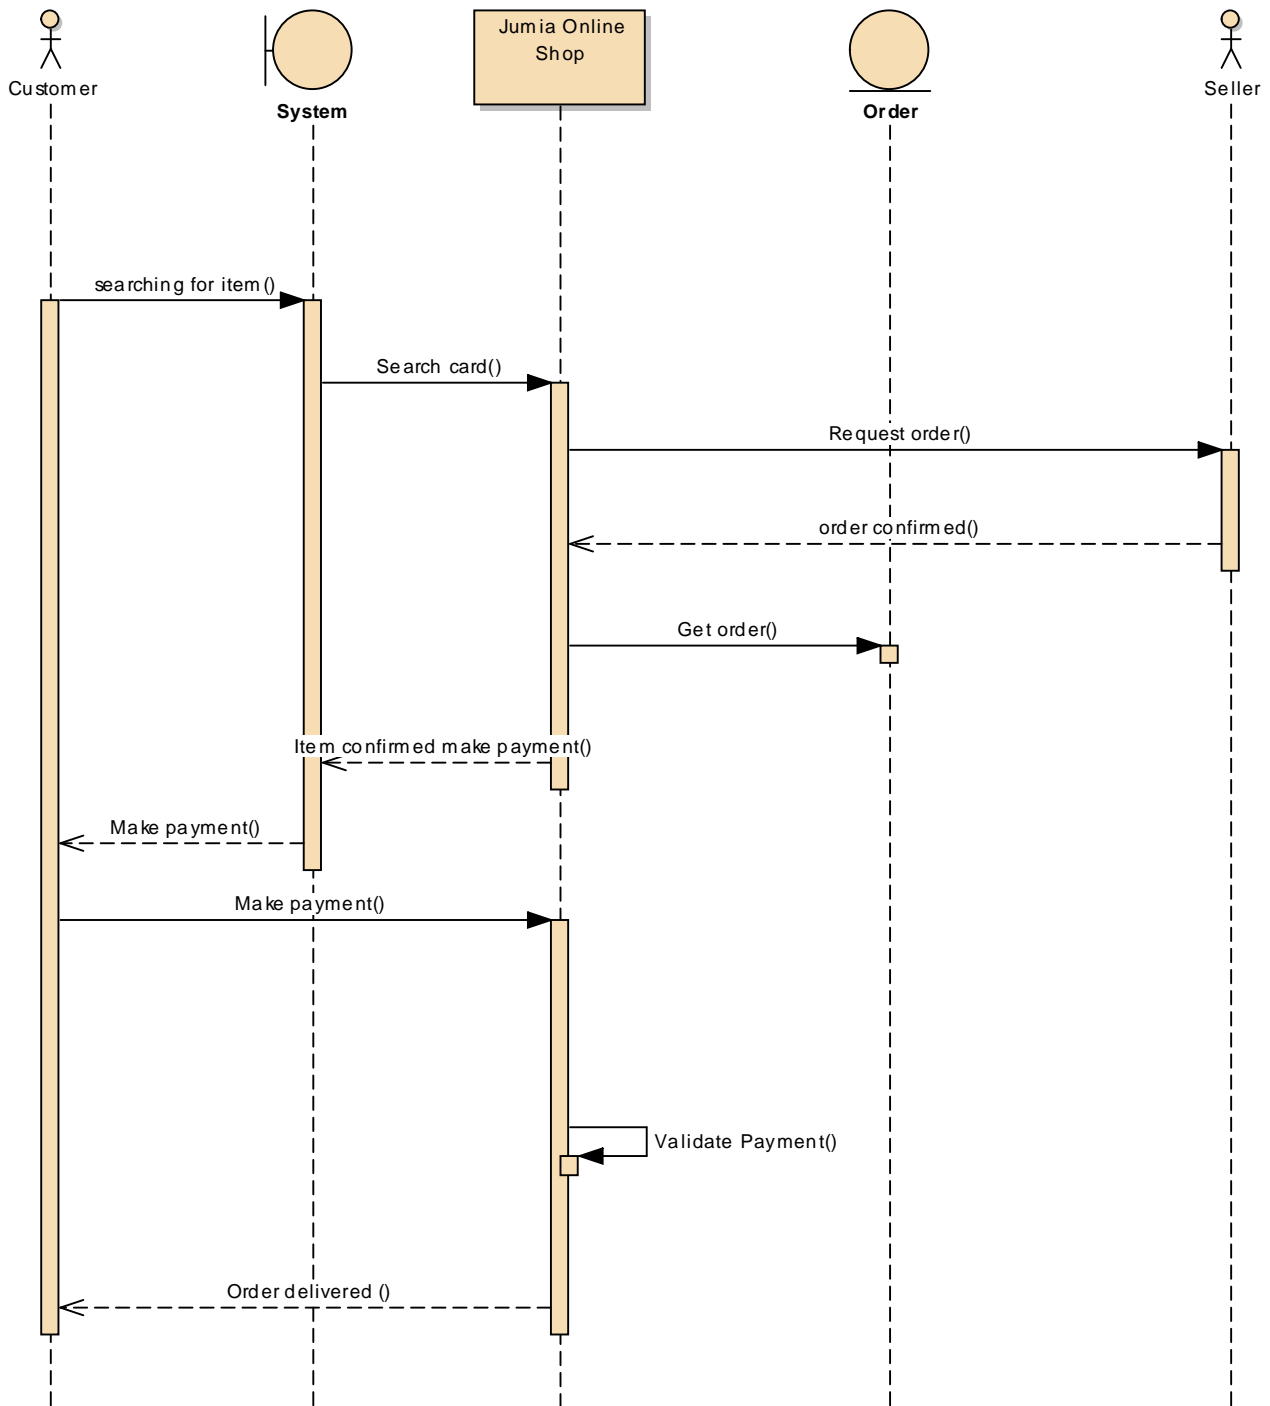 Jumia Online
Shop
Customer
System
Order
Seller
searching for item()
Search card()
Request order()
order confirmed()
Get order()
Item confirmed make payment()
Make payment()
Make payment()
Validate Payment()
Order delivered ()